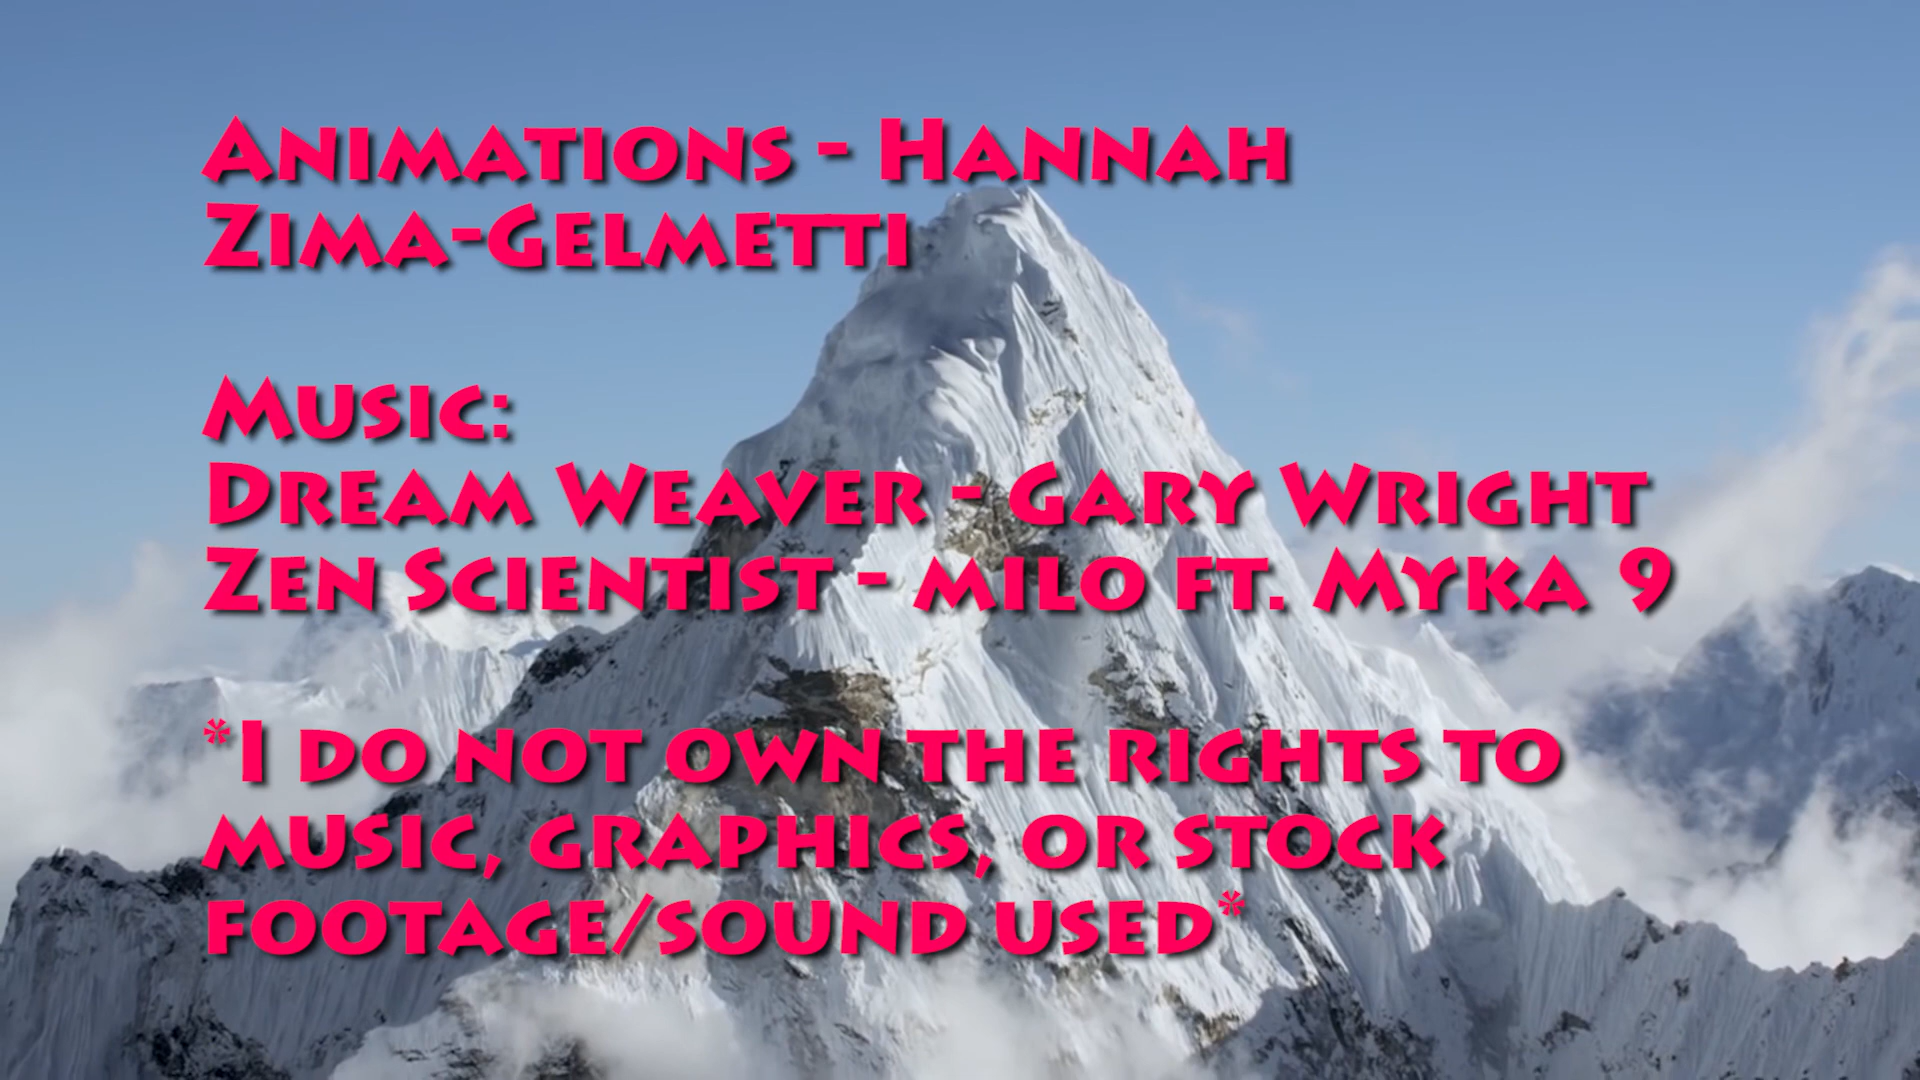 Animations - Hannah
Zima-Gelmetti
Music:
Dream Weaver - Gary Wright
Zen Scientist - milo ft. Myka 9
*I do not own the rights to
music, graphics, or stock
footage/sound used*